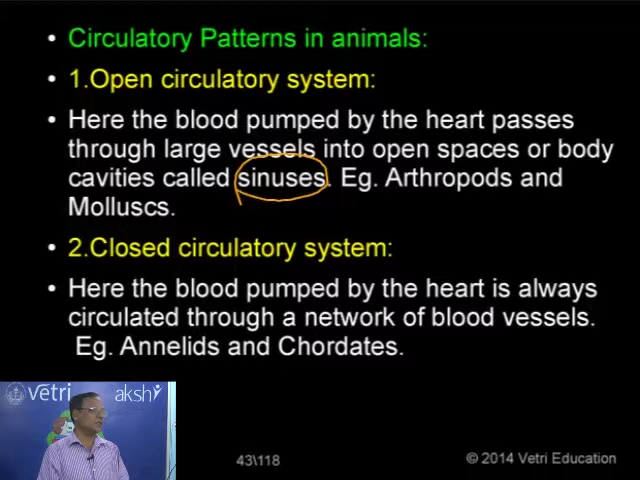 Circulatory Patterns in animals:
1.Open circulatory system:
Here the blood pumped by the heart passes
through large vessels into open spaces or body
cavities called sinuses. Eg. Arthropods and
Molluscs.
2.Closed circulatory system:
Here the blood pumped by the heart is always
circulated through a network of blood vessels.
Eg. Annelids and Chordates.
Vetri
akshY
43\118
© 2014 Vetri Education